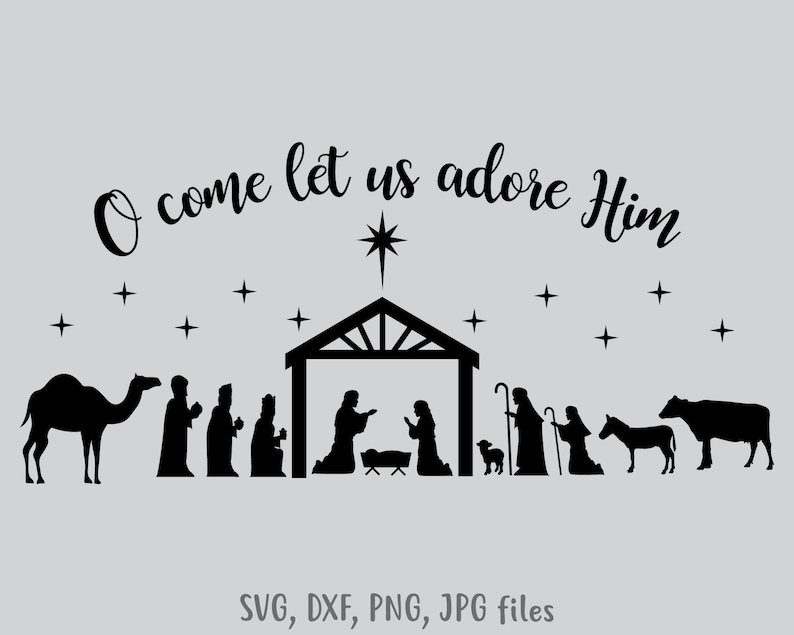 O come let us adore Him
SVG, DXF, PNG, JPG files